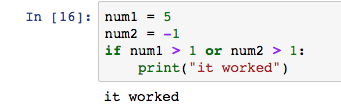 In [16]: num1 = 5
num2 = -1
if num1 > 1 or num2 > 1:
    print("it worked")
it worked